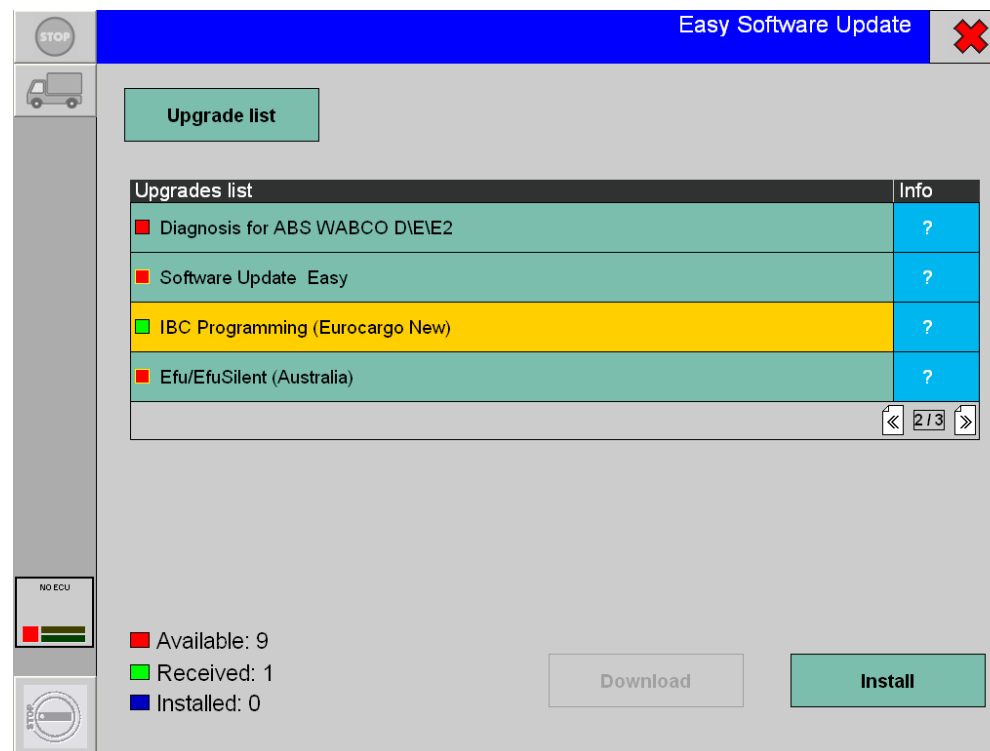 STOP
Easy Software Update
Upgrade list
Upgrades list Info
Diagnosis for ABS WABCO D\E\E2 ?
Software Update Easy ?
IBC Programming (Eurocargo New) ?
Efu/EfuSilent (Australia) ?
2 / 3
NO ECU
Available: 9
Received: 1
Installed: 0
Download
Install
STOP